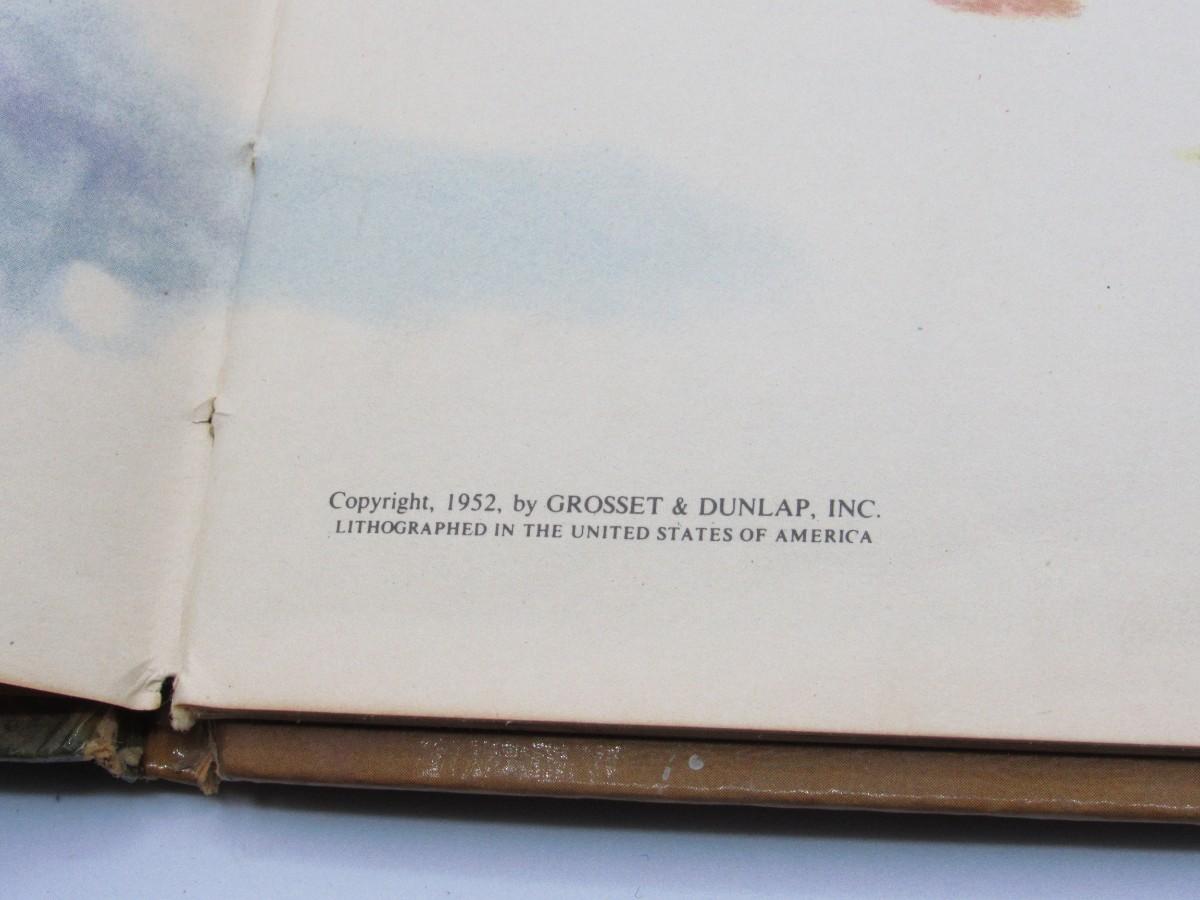 Copyright, 1952, by GROSSET & DUNLAP, INC.
LITHOGRAPHED IN THE UNITED STATES OF AMERICA